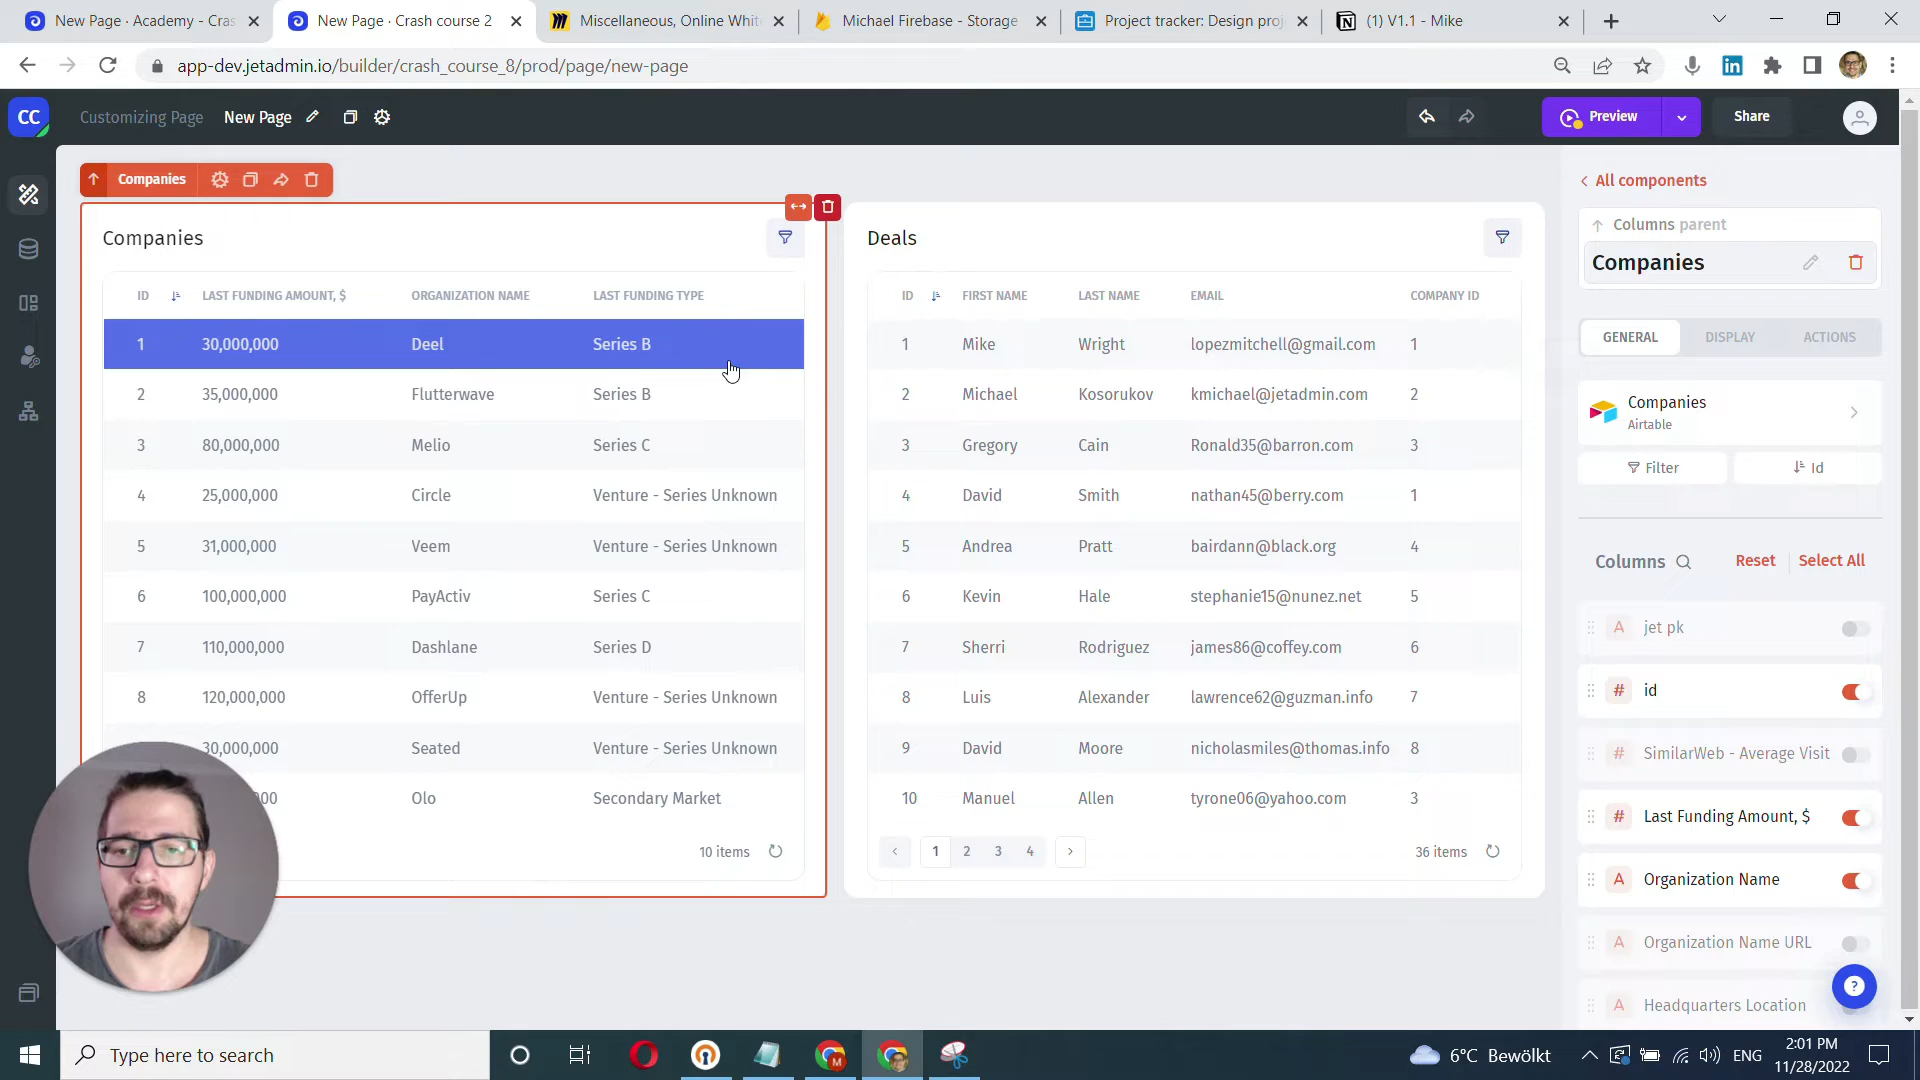 New Page · Academy - Cras
New Page · Crash course 2
Miscellaneous, Online Whit
Michael Firebase - Storage
Project tracker: Design proj
(1) V1.1 - Mike
app-dev.jetadmin.io/builder/crash_course_8/prod/page/new-page
CC
Customizing Page
New Page
Preview
Share
Companies
Companies
ID LAST FUNDING AMOUNT, $ ORGANIZATION NAME LAST FUNDING TYPE
1 30,000,000 Deel Series B
2 35,000,000 Flutterwave Series B
3 80,000,000 Melio Series C
4 25,000,000 Circle Venture - Series Unknown
5 31,000,000 Veem Venture - Series Unknown
6 100,000,000 PayActiv Series C
7 110,000,000 Dashlane Series D
8 120,000,000 OfferUp Venture - Series Unknown
30,000,000 Seated Venture - Series Unknown
Olo Secondary Market
10 items
Deals
ID FIRST NAME LAST NAME EMAIL COMPANY ID
1 Mike Wright lopezmitchell@gmail.com 1
2 Michael Kosorukov kmichael@jetadmin.com 2
3 Gregory Cain Ronald35@barron.com 3
4 David Smith nathan45@berry.com 1
5 Andrea Pratt bairdann@black.org 4
6 Kevin Hale stephanie15@nunez.net 5
7 Sherri Rodriguez james86@coffey.com 6
8 Luis Alexander lawrence62@guzman.info 7
9 David Moore nicholasmiles@thomas.info 8
10 Manuel Allen tyrone06@yahoo.com 3
1 2 3 4
36 items
All components
Columns parent
Companies
GENERAL DISPLAY ACTIONS
Companies
Airtable
Filter
Id
Columns
Reset
Select All
A jet pk
# id
# SimilarWeb - Average Visit
# Last Funding Amount, $
A Organization Name
A Organization Name URL
A Headquarters Location
?
Type here to search
6°C Bewölkt
ENG
2:01 PM
11/28/2022